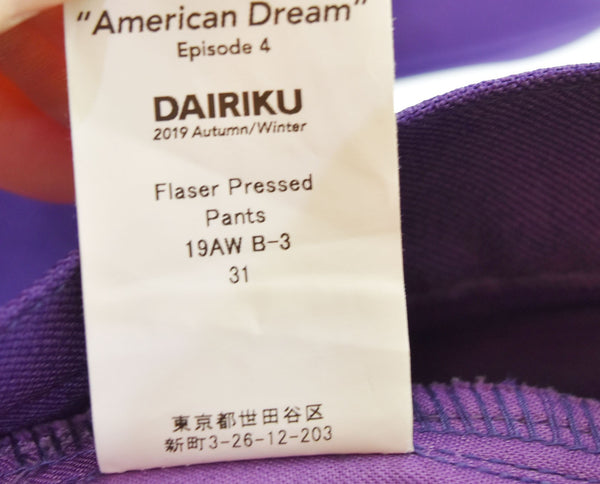 “American Dream”
Episode 4
DAIRIKU
2019 Autumn/Winter
Flaser Pressed
Pants
19AW B-3
31
東京都世田谷区
新町3-26-12-203